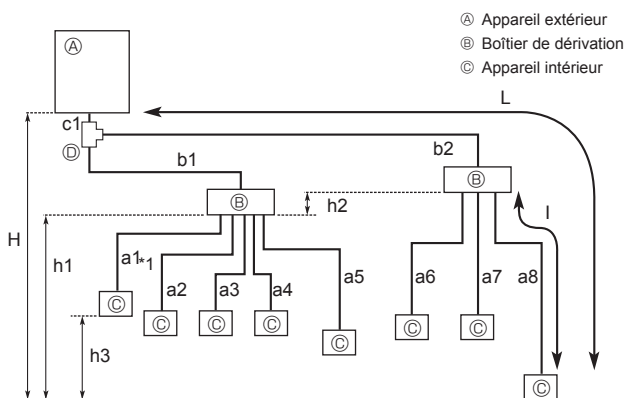 Ⓐ Appareil extérieur
Ⓑ Boîtier de dérivation
Ⓒ Appareil intérieur
Ⓐ
L
c1
Ⓓ
b1
b2
Ⓑ
Ⓑ
h2
H
h1
l
a1*1
a2
a3
a4
a5
a6
a7
a8
Ⓒ
Ⓒ
Ⓒ
Ⓒ
Ⓒ
Ⓒ
Ⓒ
h3
Ⓒ